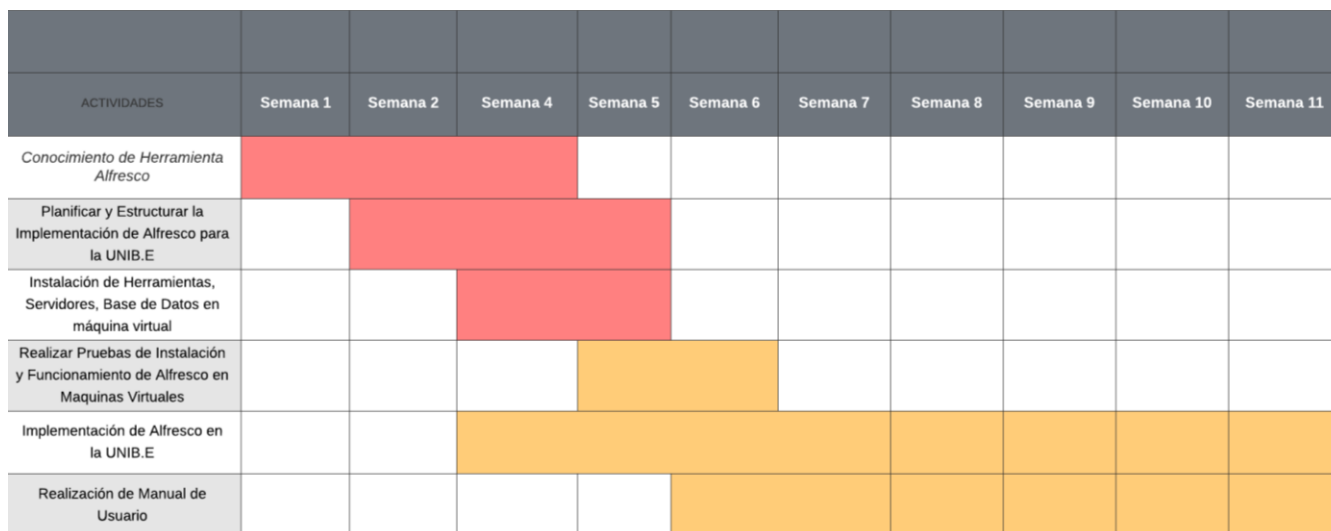 ACTIVIDADES Semana 1 Semana 2 Semana 4 Semana 5 Semana 6 Semana 7 Semana 8 Semana 9 Semana 10 Semana 11
Conocimiento de Herramienta
Alfresco
Planificar y Estructurar la
Implementación de Alfresco para
la UNIB.E
Instalación de Herramientas,
Servidores, Base de Datos en
máquina virtual
Realizar Pruebas de Instalación
y Funcionamiento de Alfresco en
Maquinas Virtuales
Implementación de Alfresco en
la UNIB.E
Realización de Manual de
Usuario